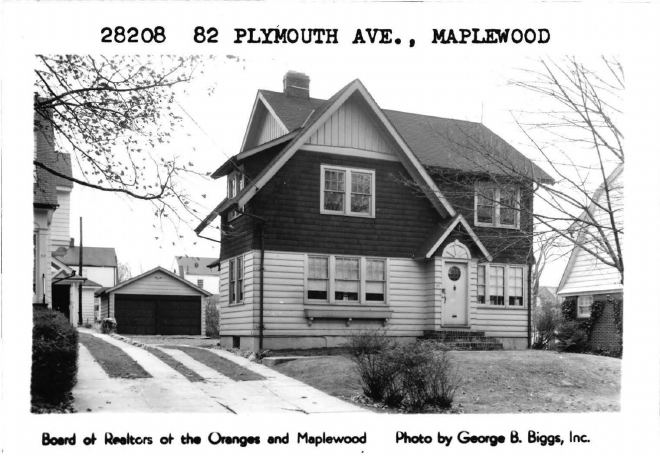 28208 82 PLYMOUTH AVE., MAPLEWOOD
Board of Realtors of the Oranges and Maplewood Photo by George B. Biggs, Inc.